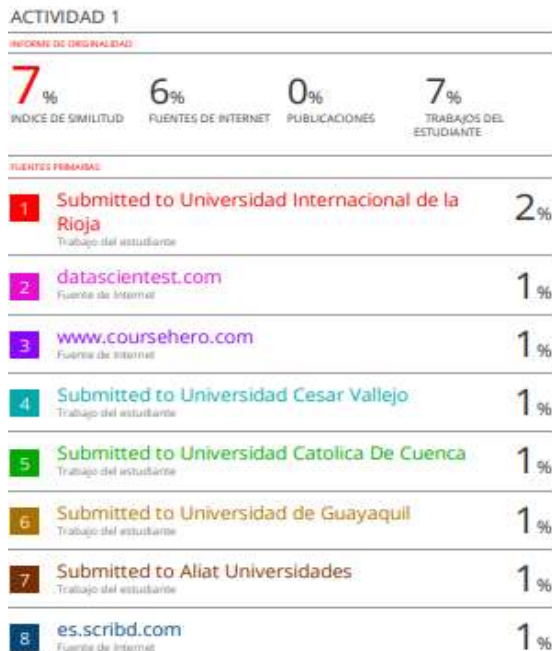 ACTIVIDAD 1
INFORME DE ORIGINALIDAD
7%
INDICE DE SIMILITUD
6%
FUENTES DE INTERNET
0%
PUBLICACIONES
7%
TRABAJOS DEL
ESTUDIANTE
FUENTES PRIMARIAS
1
Submitted to Universidad Internacional de la
Rioja
Trabajo del estudiante
2%
2
datascientest.com
Fuente de Internet
1%
3
www.coursehero.com
Fuente de Internet
1%
4
Submitted to Universidad Cesar Vallejo
Trabajo del estudiante
1%
5
Submitted to Universidad Catolica De Cuenca
Trabajo del estudiante
1%
6
Submitted to Universidad de Guayaquil
Trabajo del estudiante
1%
7
Submitted to Aliat Universidades
Trabajo del estudiante
1%
8
es.scribd.com
Fuente de Internet
1%